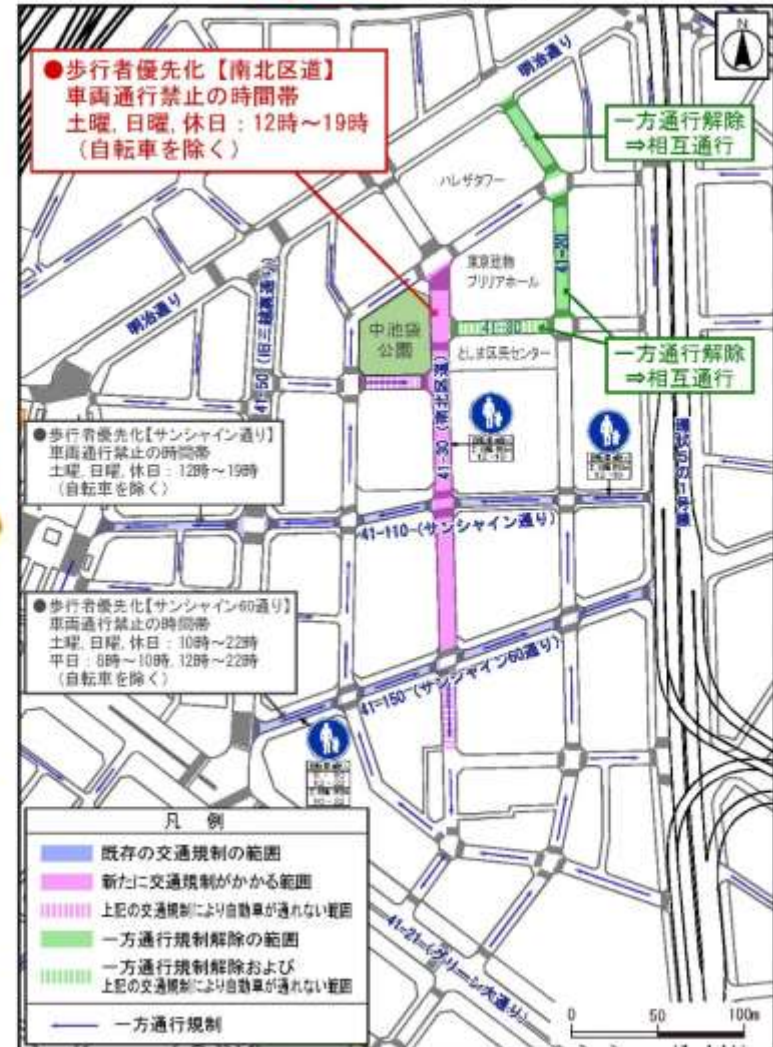 N
●歩行者優先化【南北区道】
車両通行禁止の時間帯
土曜，日曜，休日：12時～19時
（自転車を除く）
明治通り
一方通行解除
⇒相互通行
ハレザタワー
41-20
東京建物
ブリリアホール
中池袋
公園
41-80
としま区民センター
一方通行解除
⇒相互通行
明治通り
41-50（旧三越裏通り）
41-30（南北区道）
環状5の1号線
●歩行者優先化【サンシャイン通り】
車両通行禁止の時間帯
土曜，日曜，休日：12時～19時
（自転車を除く）
41-110（サンシャイン通り）
●歩行者優先化【サンシャイン60通り】
車両通行禁止の時間帯
土曜，日曜，休日：10時～22時
平日：8時～10時，12時～22時
（自転車を除く）
41-150（サンシャイン60通り）
凡 例
既存の交通規制の範囲
新たに交通規制がかかる範囲
上記の交通規制により自動車が通れない範囲
一方通行規制解除の範囲
一方通行規制解除および
上記の交通規制により自動車が通れない範囲
一方通行規制
41-21（グリーン大通り）
0 50 100m